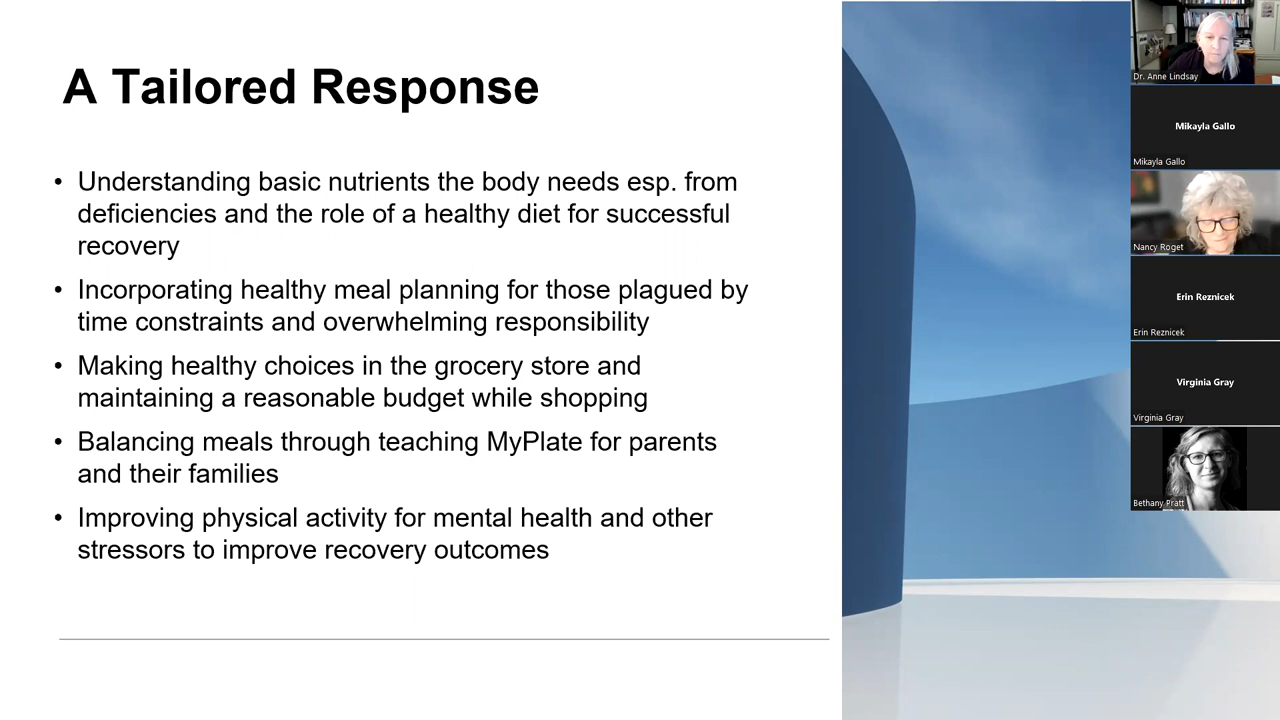 A Tailored Response
• Understanding basic nutrients the body needs esp. from
deficiencies and the role of a healthy diet for successful
recovery
• Incorporating healthy meal planning for those plagued by
time constraints and overwhelming responsibility
• Making healthy choices in the grocery store and
maintaining a reasonable budget while shopping
• Balancing meals through teaching MyPlate for parents
and their families
• Improving physical activity for mental health and other
stressors to improve recovery outcomes
Dr. Anne Lindsay
Mikayla Gallo
Mikayla Gallo
Nancy Roget
Erin Reznicek
Erin Reznicek
Virginia Gray
Virginia Gray
Bethany Pratt